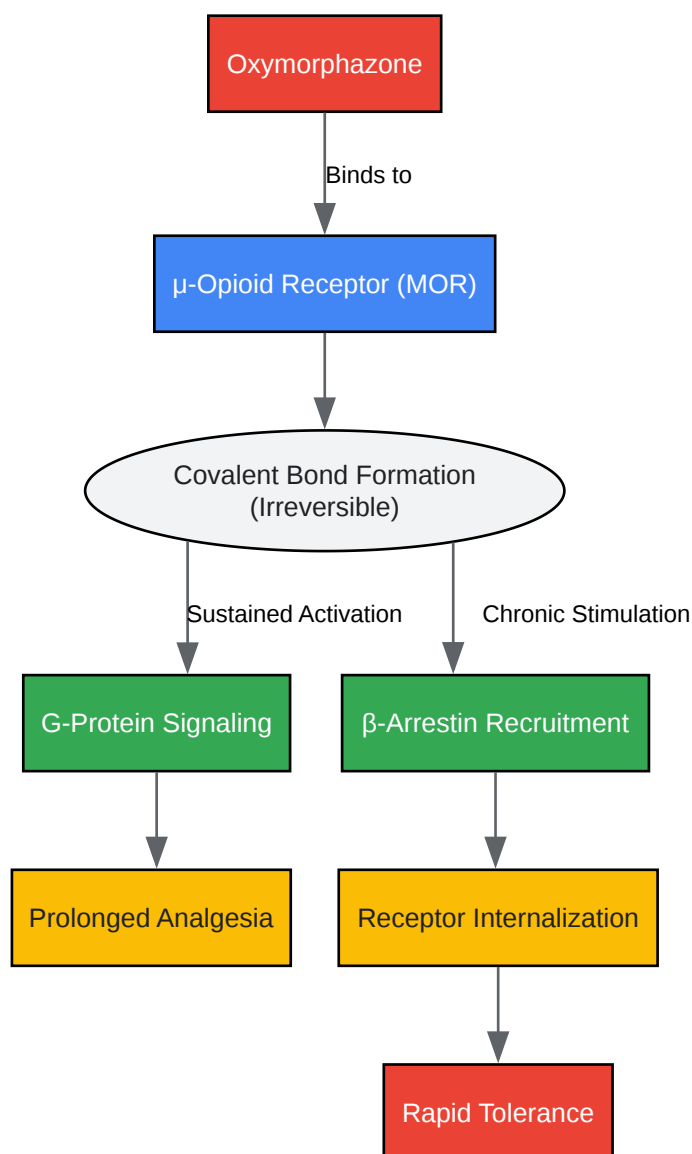 Oxymorphazone
Binds to
μ-Opioid Receptor (MOR)
Covalent Bond Formation
(Irreversible)
Sustained Activation
Chronic Stimulation
G-Protein Signaling
β-Arrestin Recruitment
Prolonged Analgesia
Receptor Internalization
Rapid Tolerance